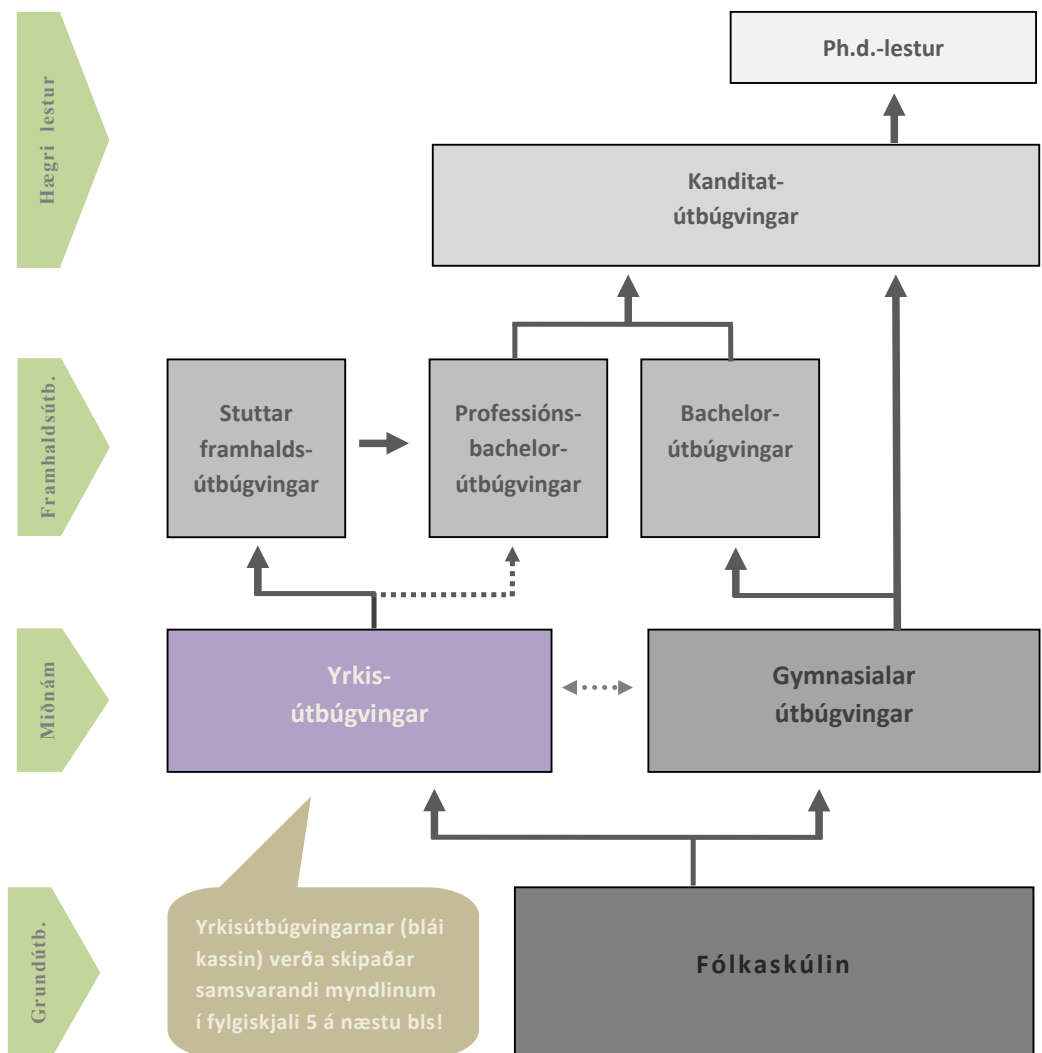 Hægri lestur
Ph.d.-lestur
Kanditat-
útbúgvingar
Framhaldsútb.
Stuttar
framhalds-
útbúgvingar
Professións-
bachelor-
útbúgvingar
Bachelor-
útbúgvingar
Miðnám
Yrkis-
útbúgvingar
Gymnasialar
útbúgvingar
Grundútb.
Yrkisútbúgvingarnar (blái
kassin) verða skipaðar
samsvarandi myndlinum
í fylgiskjali 5 á næstu bls!
Fólkaskúlin